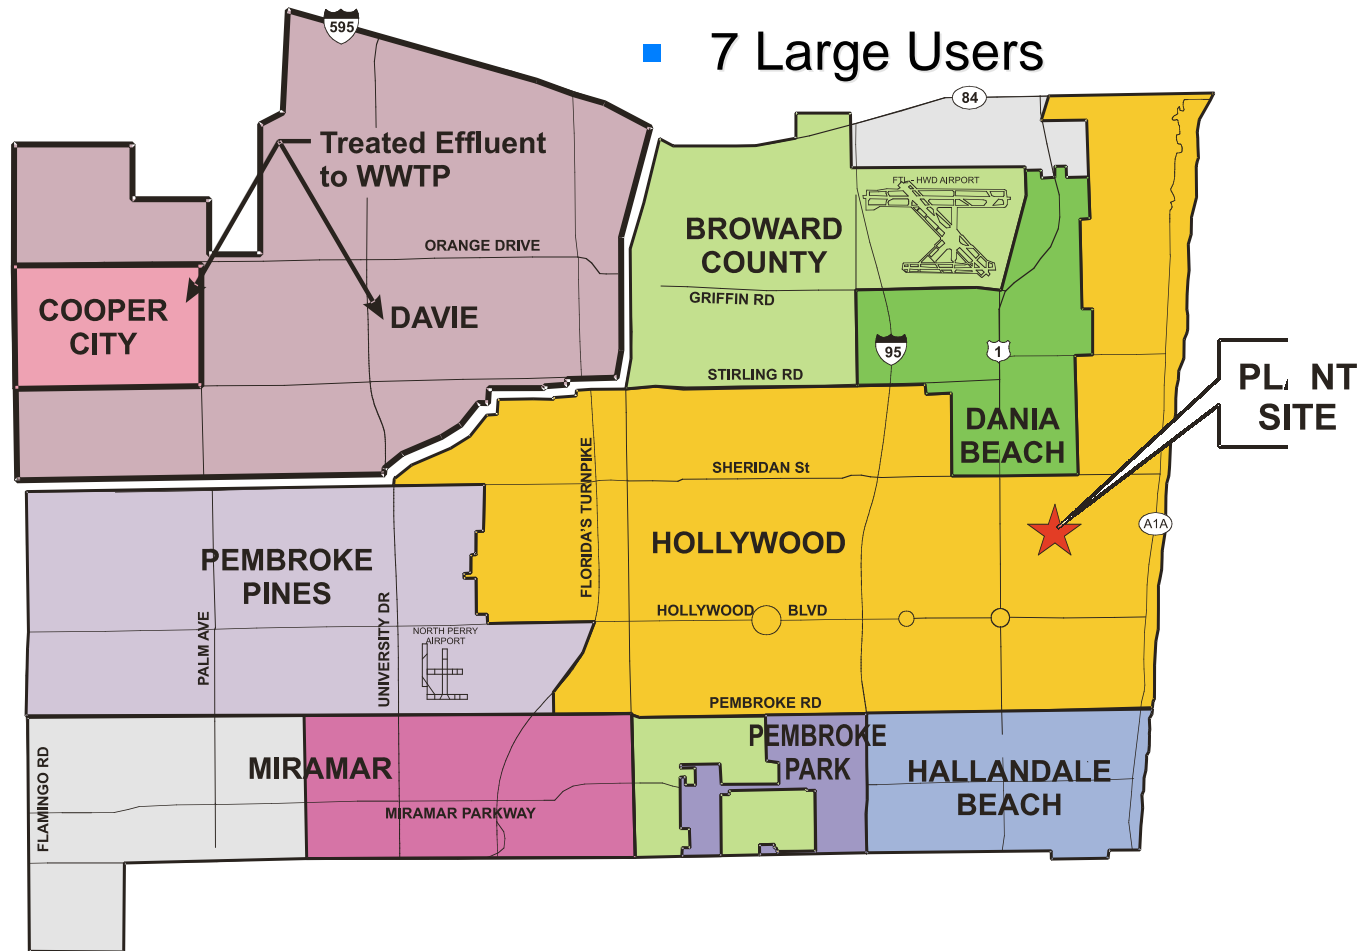 595
7 Large Users
84
Treated Effluent
to WWTP
FTL - HWD AIRPORT
BROWARD
COUNTY
ORANGE DRIVE
GRIFFIN RD
COOPER
CITY
DAVIE
95
1
STIRLING RD
PL NT
SITE
DANIA
BEACH
SHERIDAN St
FLORIDA'S TURNPIKE
A1A
HOLLYWOOD
PEMBROKE
PINES
HOLLYWOOD BLVD
PALM AVE
UNIVERSITY DR
NORTH PERRY
AIRPORT
PEMBROKE RD
PEMBROKE
PARK
MIRAMAR
HALLANDALE
BEACH
FLAMINGO RD
MIRAMAR PARKWAY